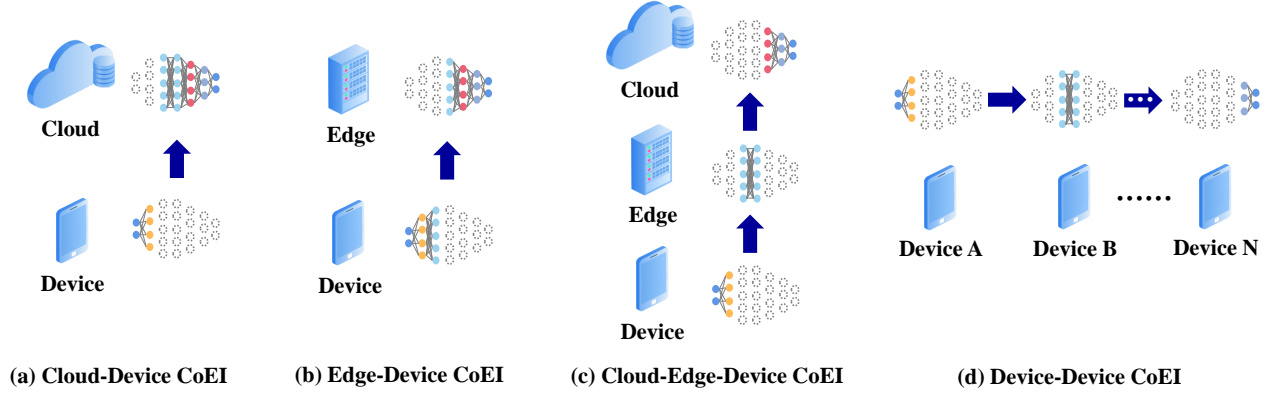 Cloud
Device
(a) Cloud-Device CoEI
Edge
Device
(b) Edge-Device CoEI
Cloud
Edge
Device
(c) Cloud-Edge-Device CoEI
Device A
Device B
......
Device N
(d) Device-Device CoEI